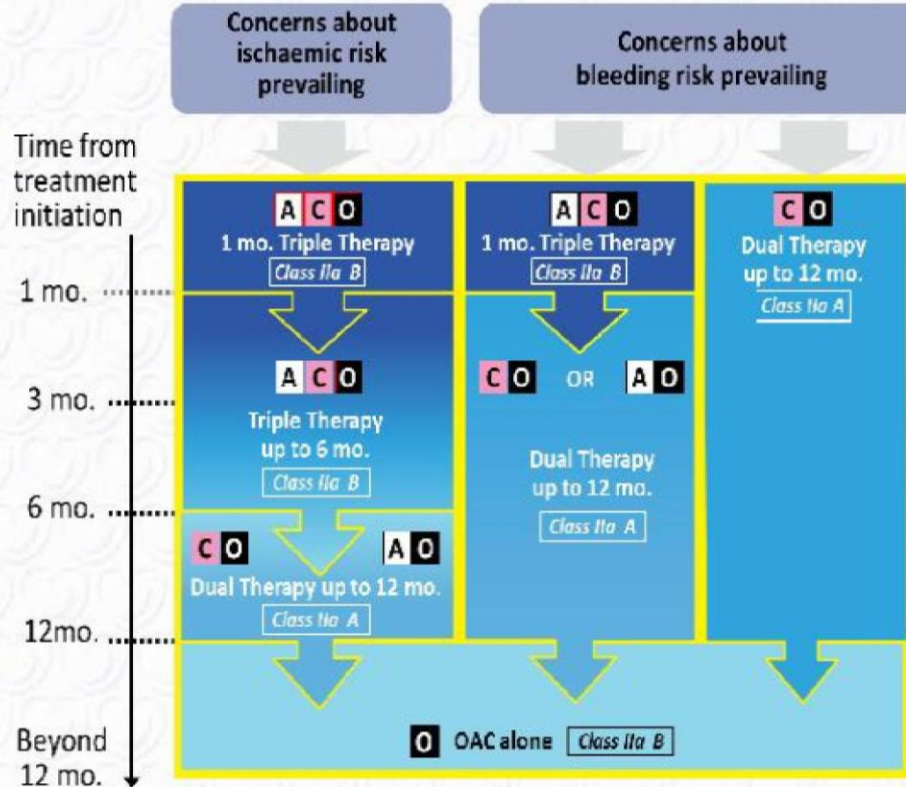 Concerns about
ischaemic risk
prevailing
Concerns about
bleeding risk prevailing
Time from
treatment
initiation
A C O
1 mo. Triple Therapy
Class IIa B
A C O
1 mo. Triple Therapy
Class IIa B
C O
Dual Therapy
up to 12 mo.
Class IIa A
1 mo.
A C O
Triple Therapy
up to 6 mo.
Class IIa B
C O OR A O
Dual Therapy
up to 12 mo.
Class IIa A
3 mo.
6 mo.
C O A O
Dual Therapy up to 12 mo.
Class IIa A
12mo.
O OAC alone Class IIa B
Beyond
12 mo.